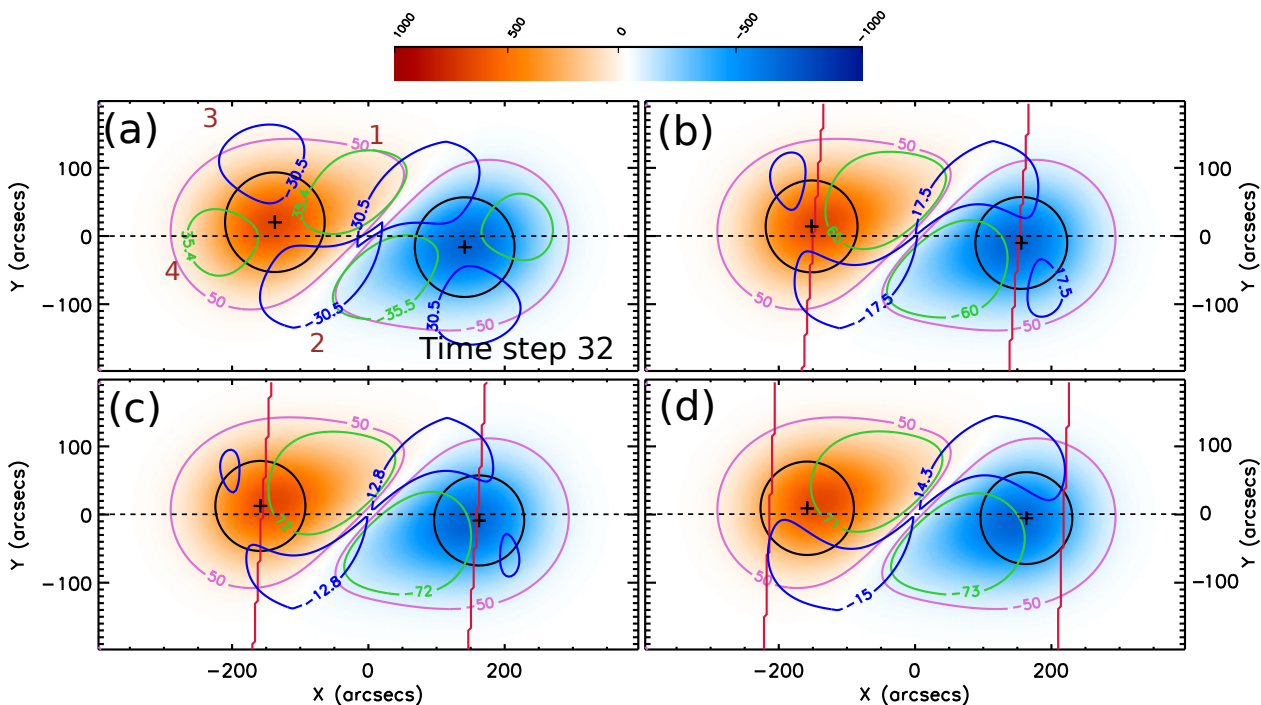 1000 500 0 −500 −1000
(a) 3 1 50 −30.5 35.4 30.5 35.4 4 50 −30.5 −35.5 30.5 −50 2
Time step 32
(b) 50 17.5 60 50 −17.5 −60 17.5 −50
100 0 −100
Y (arcsecs)
100 0 −100
Y (arcsecs)
(c) 50 12.8 72 50 −12.8 −72 −50
(d) 50 14.3 71 50 −15 −73 −50
100 0 −100
Y (arcsecs)
100 0 −100
Y (arcsecs)
−200 0 200
X (arcsecs)
−200 0 200
X (arcsecs)